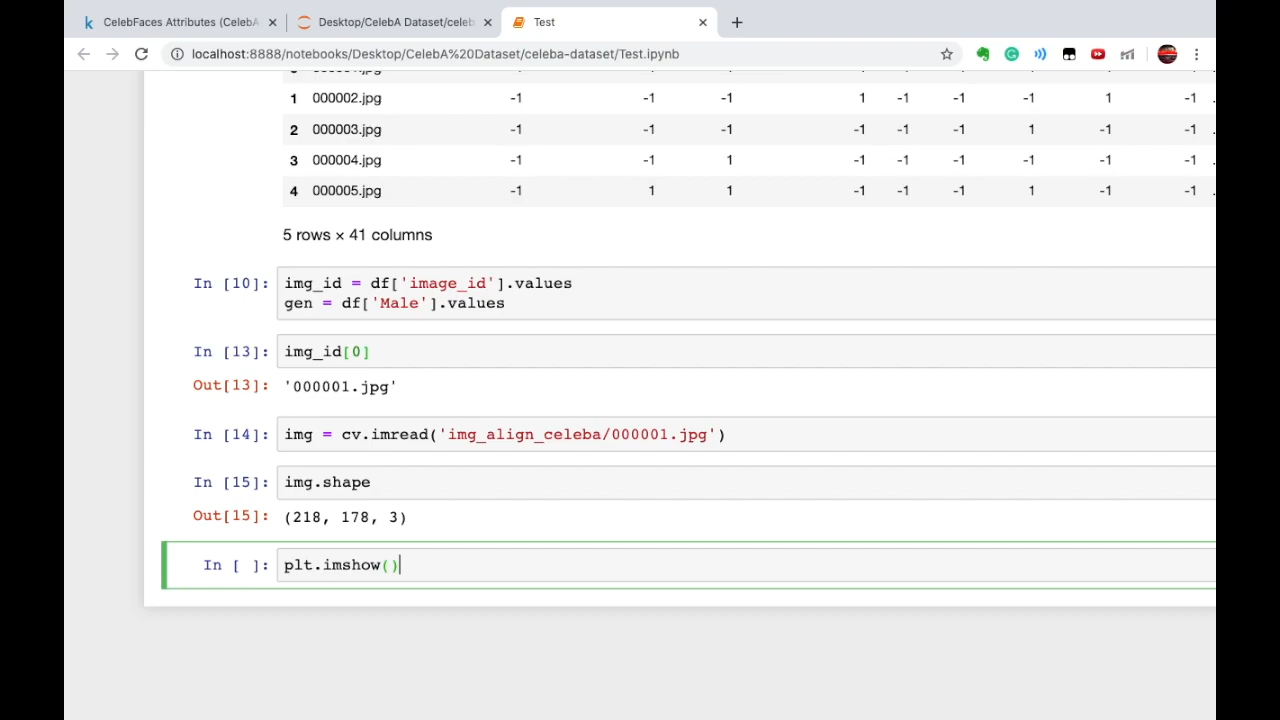 CelebFaces Attributes (CelebA
Desktop/CelebA Dataset/celeb
Test
localhost:8888/notebooks/Desktop/CelebA%20Dataset/celeba-dataset/Test.ipynb
1 000002.jpg -1 -1 -1 1 -1 -1 -1 1 -1 .
2 000003.jpg -1 -1 -1 -1 -1 -1 1 -1 -1
3 000004.jpg -1 -1 1 -1 -1 -1 -1 -1 -1
4 000005.jpg -1 1 1 -1 -1 -1 1 -1 -1 .
5 rows × 41 columns
In [10]: img_id = df['image_id'].values
gen = df['Male'].values
In [13]: img_id[0]
Out[13]: '000001.jpg'
In [14]: img = cv.imread('img_align_celeba/000001.jpg')
In [15]: img.shape
Out[15]: (218, 178, 3)
In [ ]: plt.imshow()